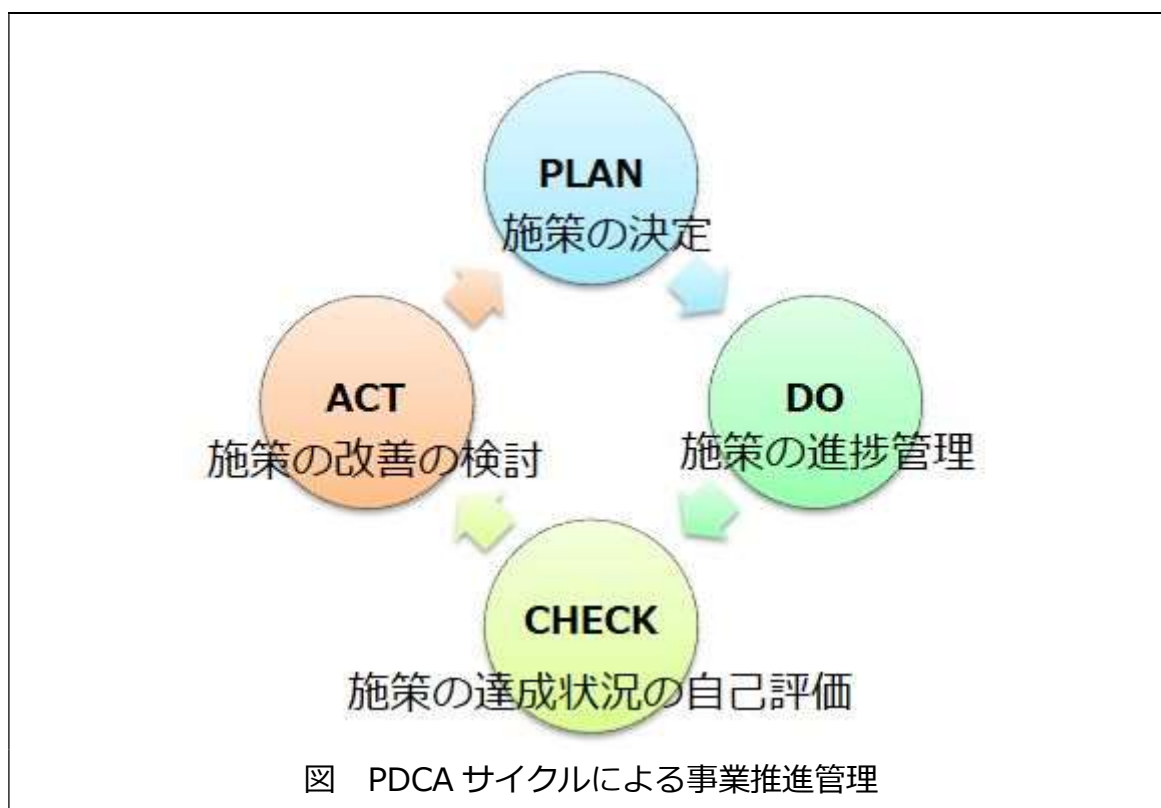 PLAN
施策の決定
DO
施策の進捗管理
CHECK
施策の達成状況の自己評価
ACT
施策の改善の検討
図　PDCA サイクルによる事業推進管理